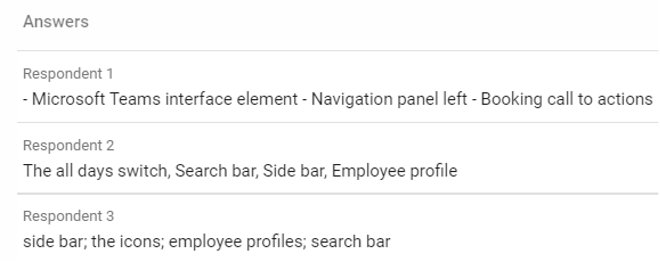 Answers
Respondent 1
- Microsoft Teams interface element - Navigation panel left - Booking call to actions
Respondent 2
The all days switch, Search bar, Side bar, Employee profile
Respondent 3
side bar; the icons; employee profiles; search bar